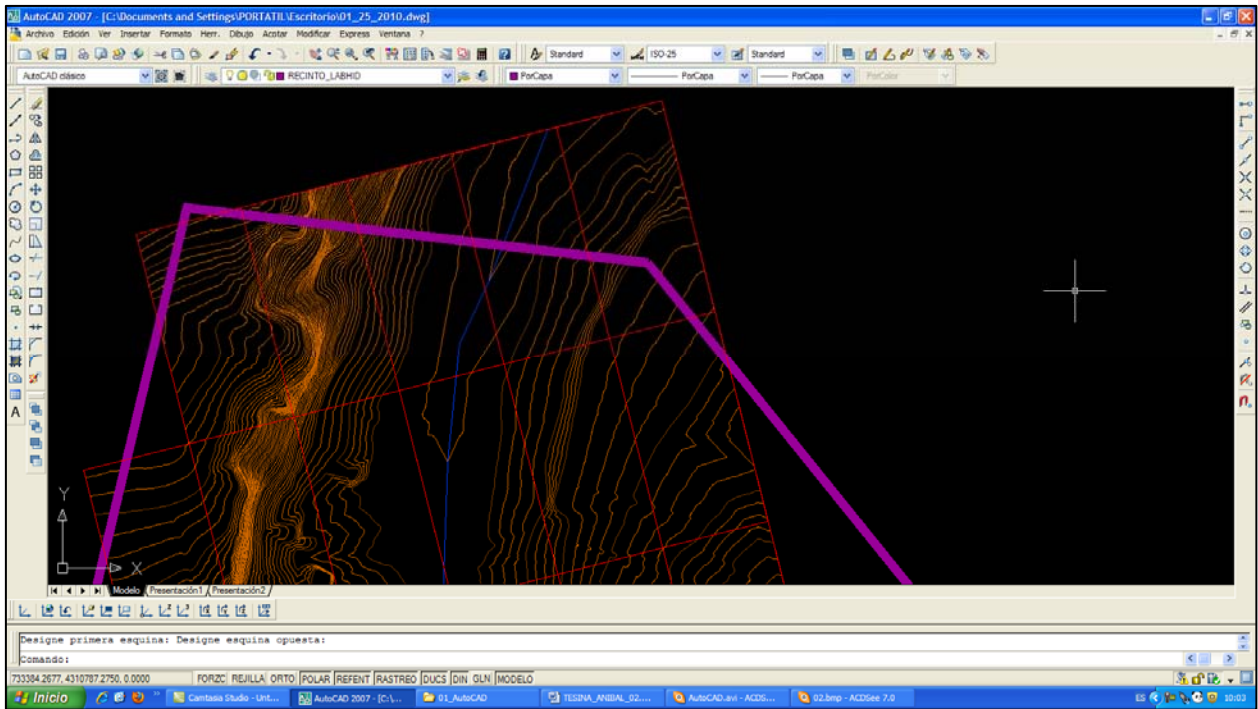 AutoCAD 2007 - [C:\Documents and Settings\PORTATIL\Escritorio\01_25_2010.dwg]
Archivo Edición Ver Insertar Formato Herr. Dibujo Acotar Modificar Express Ventana ?
Standard ISO-25 Standard
AutoCAD clásico RECINTO_LABHID PorCapa PorCapa PorCapa PorColor
A
Y
X
Modelo Presentación1 Presentación2
Designe primera esquina: Designe esquina opuesta:
Comando:
733384.2677, 4310787.2750, 0.0000 FORZC REJILLA ORTO POLAR REFENT RASTREO DUCS DIN GLN MODELO
Inicio Camtasia Studio - Unt... AutoCAD 2007 - [C:\... 01_AutoCAD TESINA_ANIBAL_02.... AutoCAD.avi - ACDS... 02.bmp - ACDSee 7.0 ES 10:03